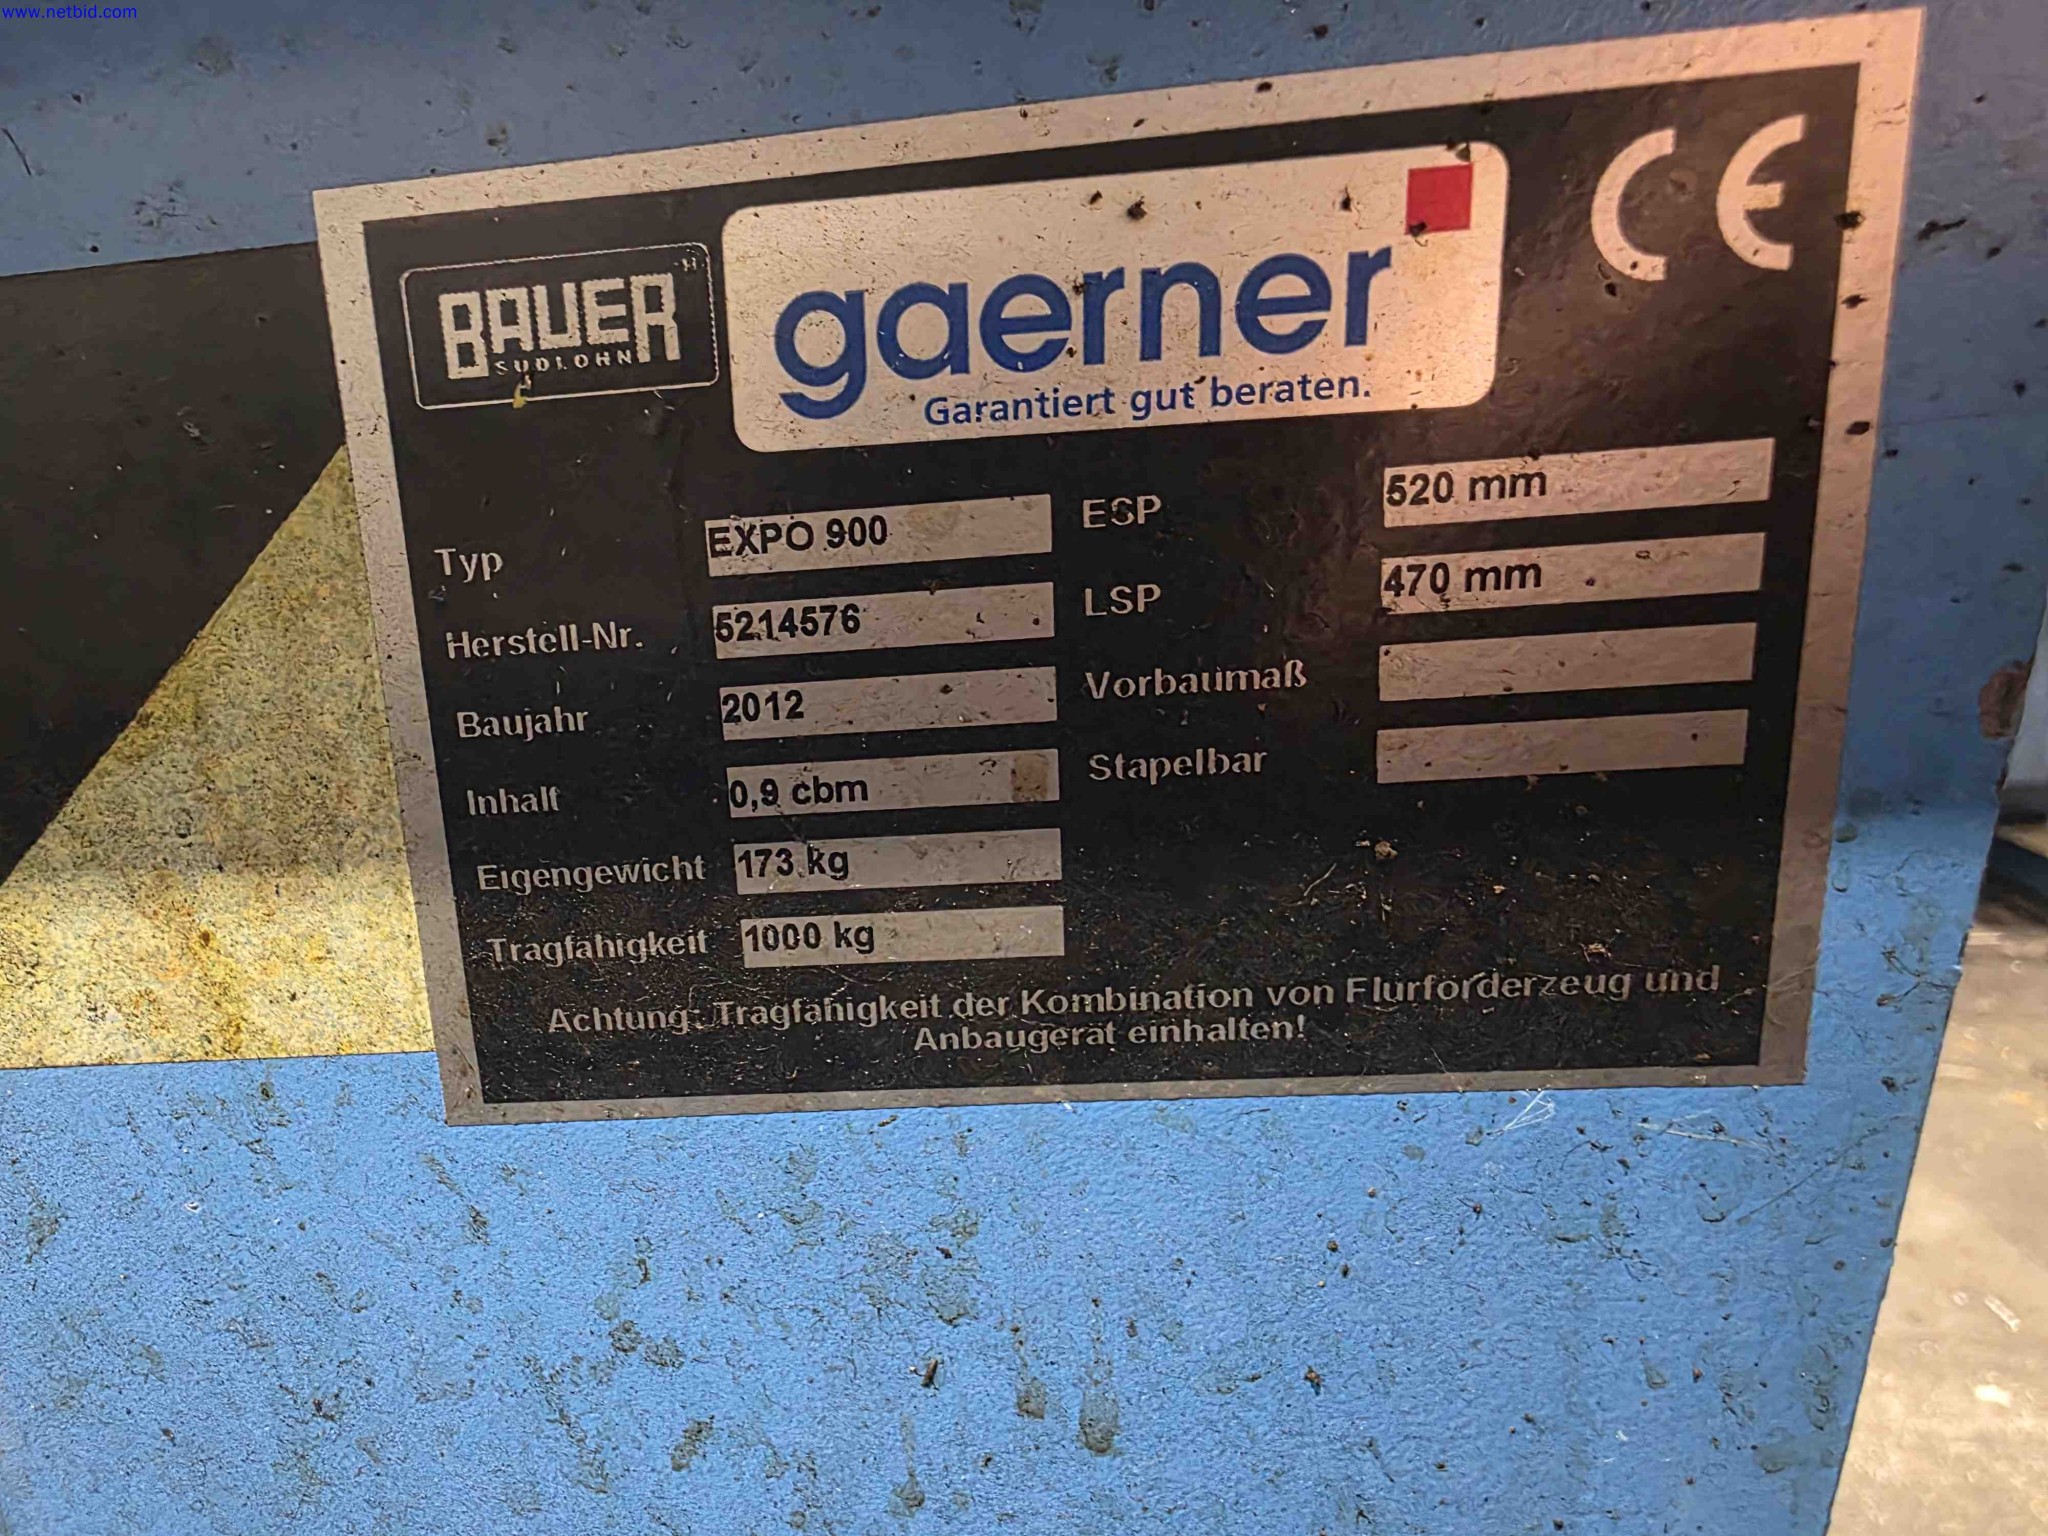 www.netbid.com
BAUER
SÜDLOHN
gaerner
Garantiert gut beraten.
CE
Typ EXPO 900
Herstell-Nr. 5214576
Baujahr 2012
Inhalt 0,9 cbm
Eigengewicht 173 kg
Tragfähigkeit 1000 kg
ESP 520 mm
LSP 470 mm
Vorbaumaß
Stapelbar
Achtung: Tragfähigkeit der Kombination von Flurförderzeug und
Anbaugerät einhalten!